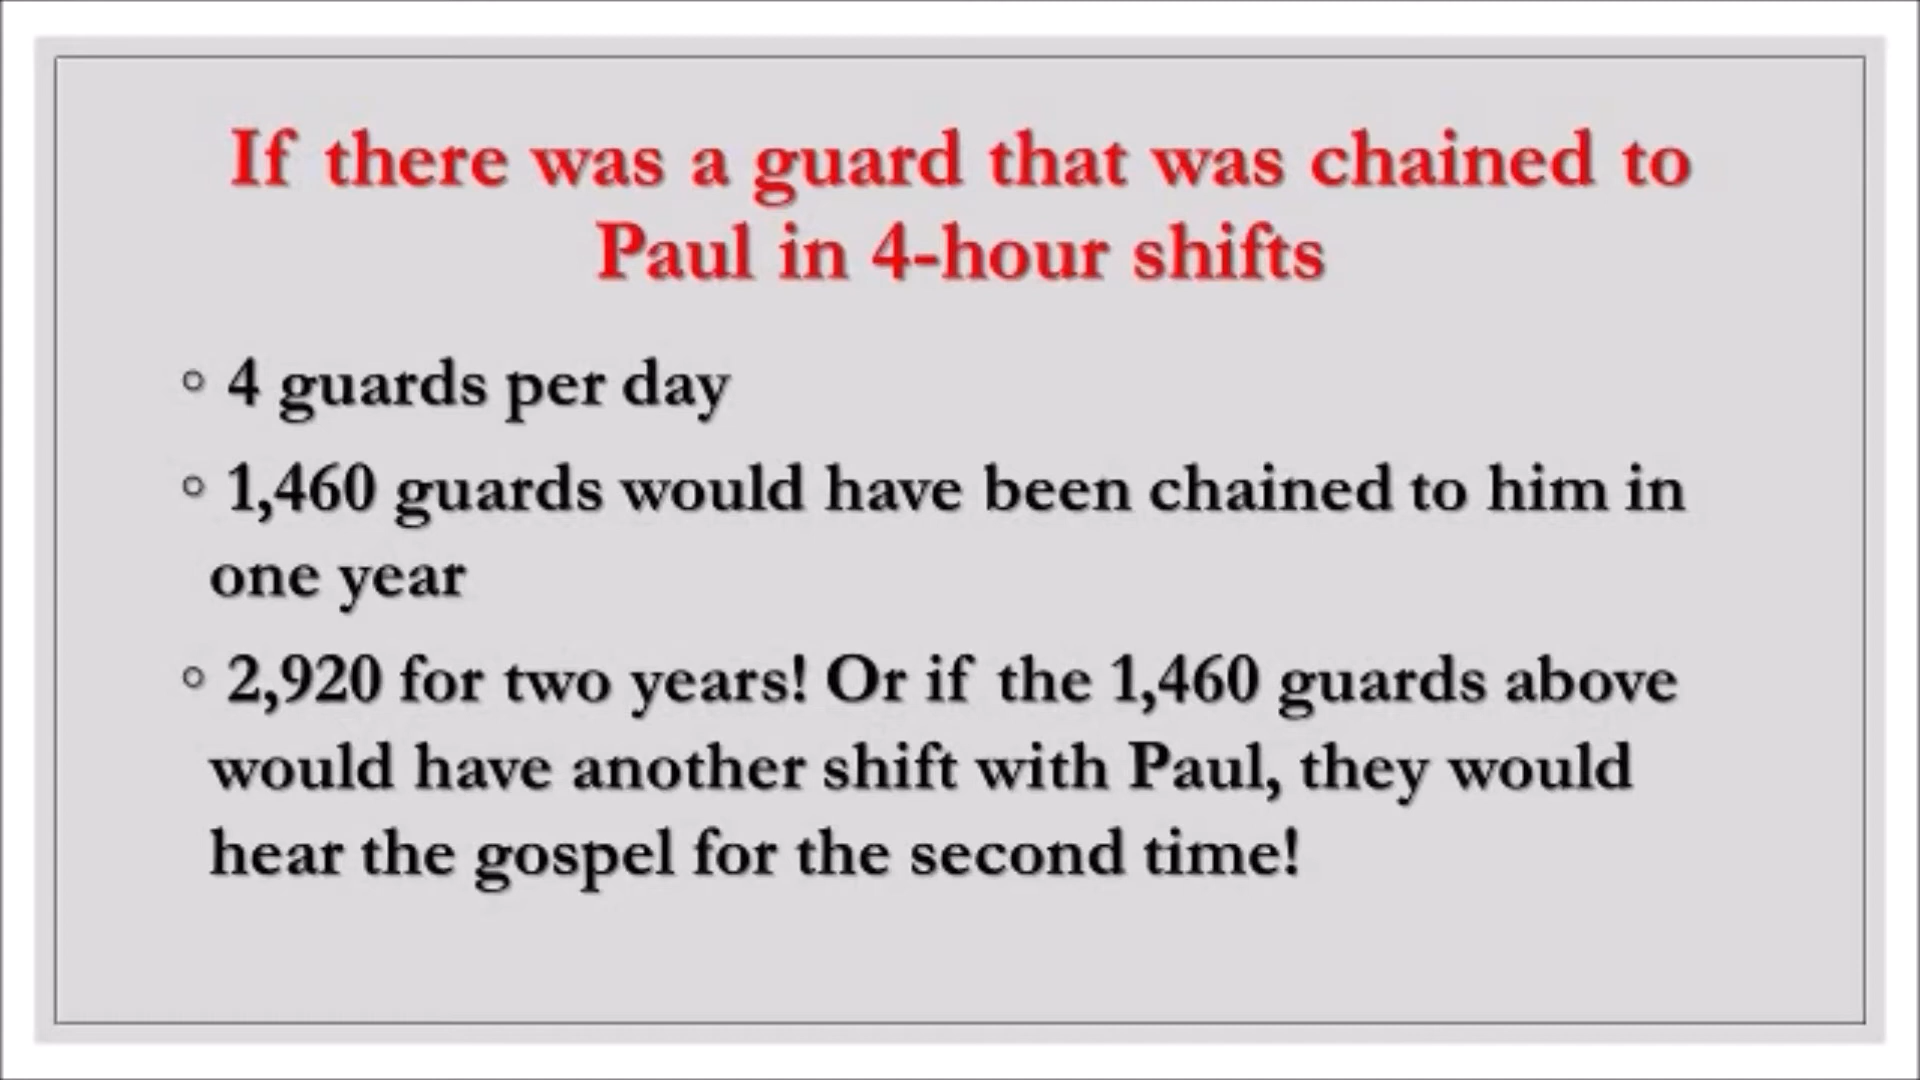 If there was a guard that was chained to
Paul in 4-hour shifts
◦ 4 guards per day
◦ 1,460 guards would have been chained to him in
one year
◦ 2,920 for two years! Or if the 1,460 guards above
would have another shift with Paul, they would
hear the gospel for the second time!